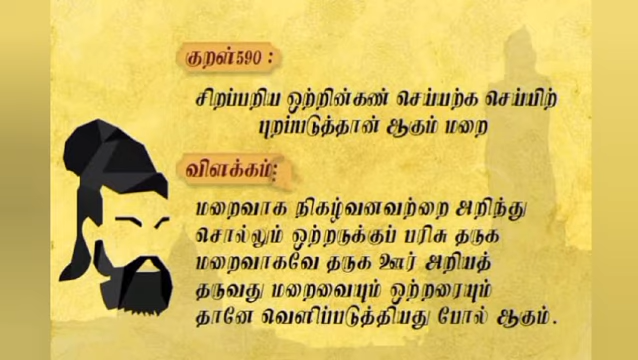 குறள்590 :
சிறப்பறிய ஒற்றின்கண் செய்யற்க செய்யிற்
புறப்படுத்தான் ஆகும் மறை
விளக்கம்:
மறைவாக நிகழ்வனவற்றை அறிந்து
சொல்லும் ஒற்றருக்குப் பரிசு தருக
மறைவாகவே தருக ஊர் அறியத்
தருவது மறைவையும் ஒற்றரையும்
தானே வெளிப்படுத்தியது போல் ஆகும்.